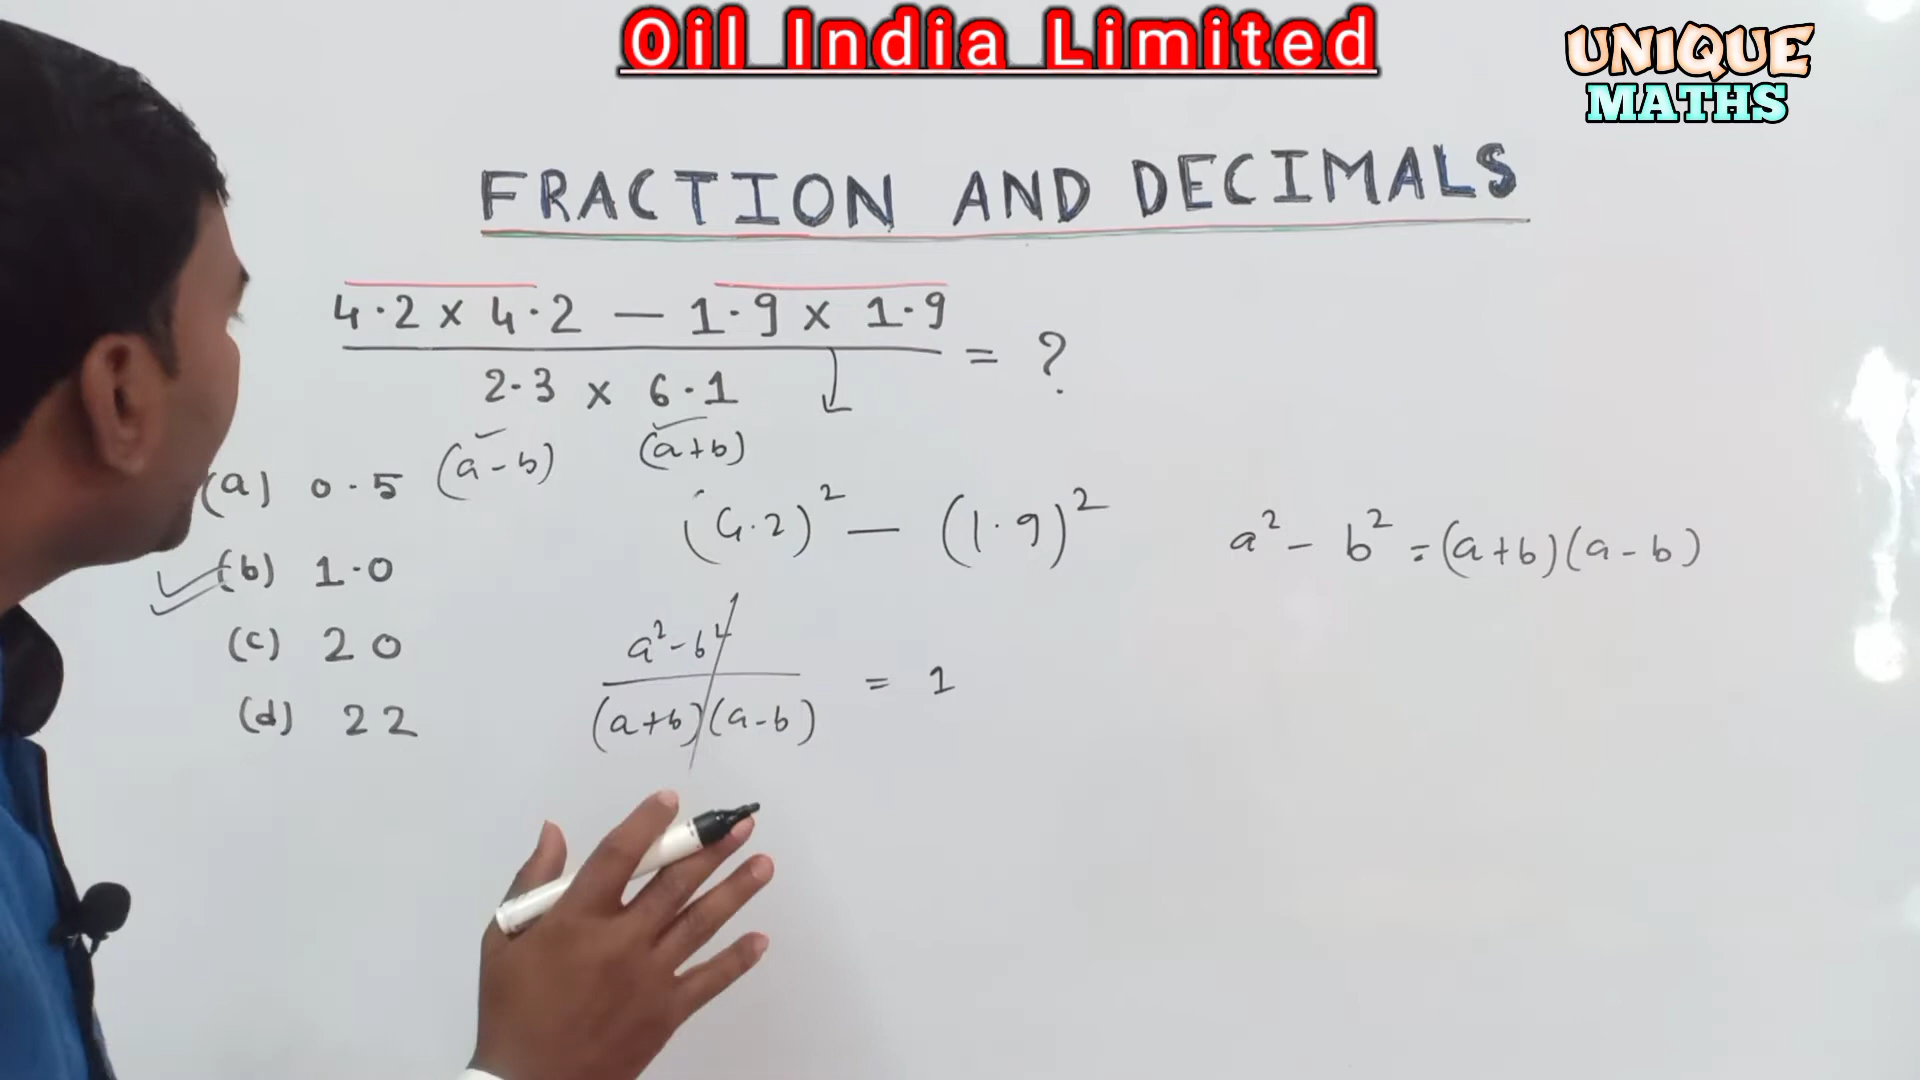 Oil India Limited
UNIQUE
MATHS
FRACTION AND DECIMALS
4.2 x 4.2 — 1.9 x 1.9
2.3 x 6.1
= ?
(a-b) (a+b)
(a) 0.5
(b) 1.0
(c) 20
(d) 22
(4.2)² — (1.9)²
a² - b² = (a+b)(a-b)
a² - b²
(a+b)(a-b)
= 1